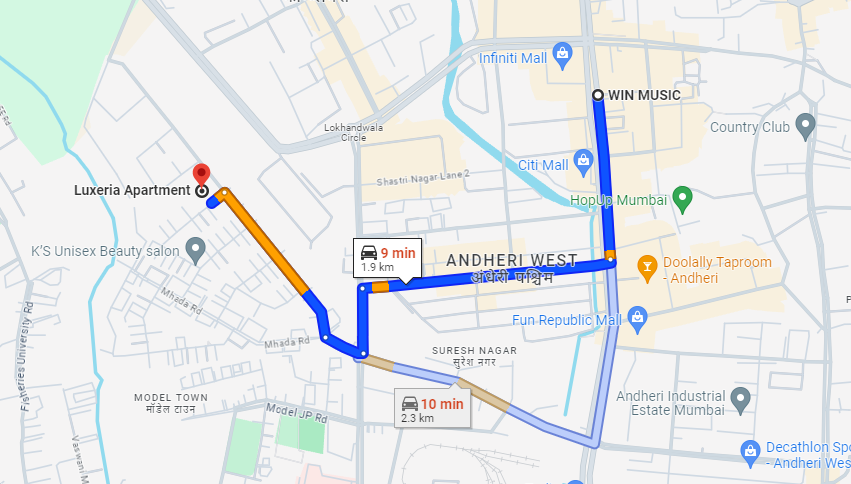 Infiniti Mall
WIN MUSIC
Lokhandwala
Circle
Country Club
Citi Mall
Shastri Nagar Lane 2
Luxeria Apartment
HopUp Mumbai
K'S Unisex Beauty salon
9 min
1.9 km
ANDHERI WEST
अंधेरी पश्चिम
Doolally Taproom
- Andheri
Mhada Rd
Fun Republic Mall
Mhada Rd
SURESH NAGAR
सुरेश नगर
Fisheries University Rd
MODEL TOWN
मॉडेल टाउन
10 min
2.3 km
Andheri Industrial
Estate Mumbai
Model JP Rd
Decathlon Spo
- Andheri Wes